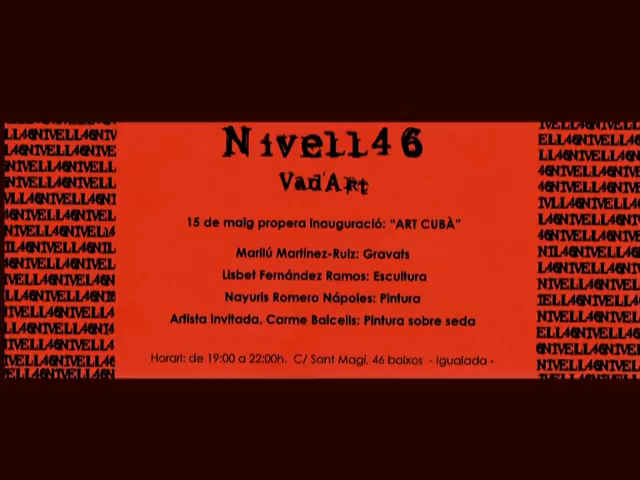 Nivell46
Vad'Art
15 de maig propera inauguració: "ART CUBÀ"
Marilú Martínez-Ruiz: Gravats
Lisbet Fernández Ramos: Escultura
Nayuris Romero Nápoles: Pintura
Artista invitada, Carme Balcells: Pintura sobre seda
Horari: de 19:00 a 22:00h. C/ Sant Magí, 46 baixos - Igualada -